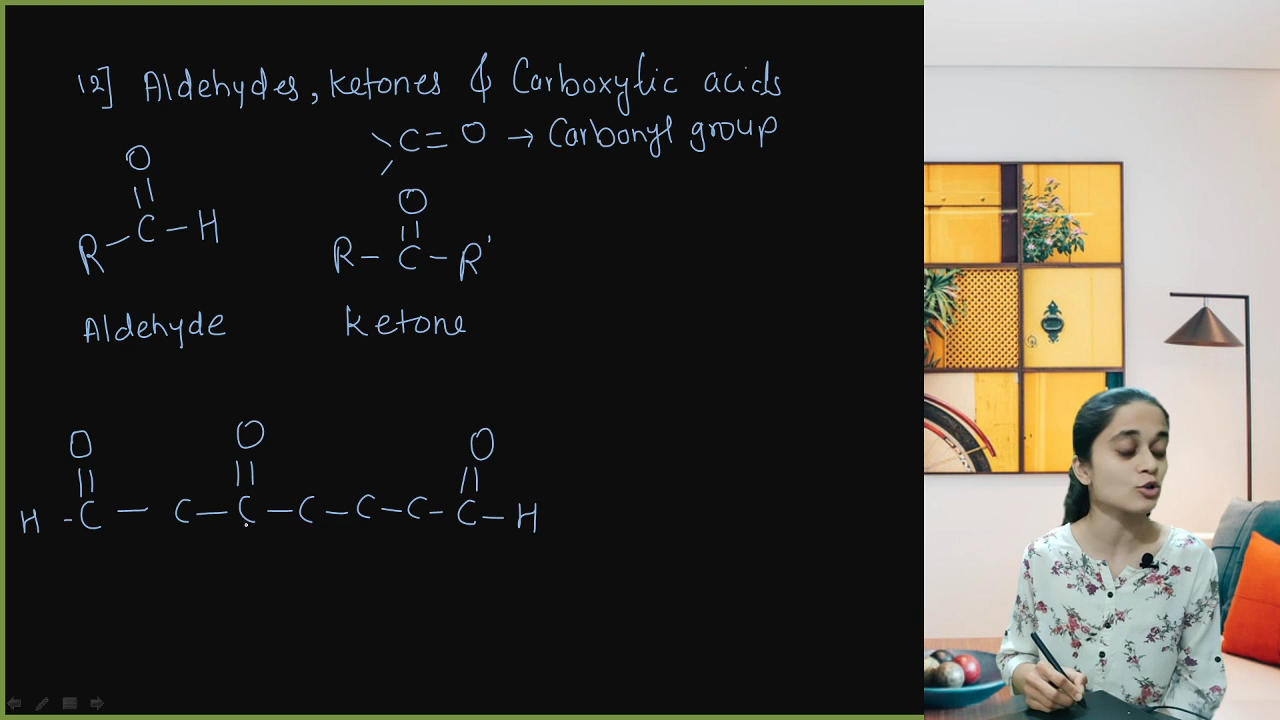 12] Aldehydes, ketones & Carboxylic acids
C = O → Carbonyl group
O
||
R – C – H
O
||
R – C – R'
Aldehyde
ketone
O O O
|| || ||
H - C — C — C — C — C — C — C — H